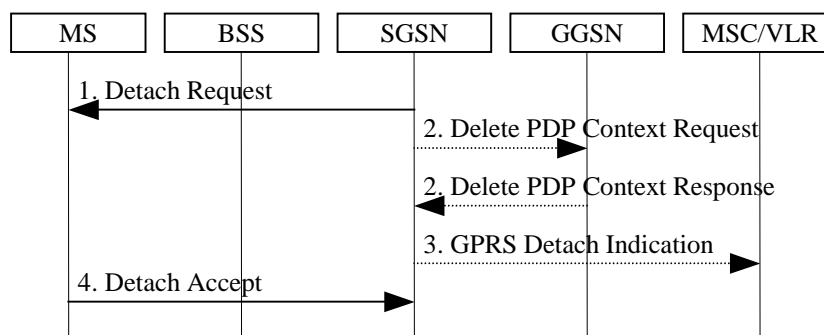 MS BSS SGSN GGSN MSC/VLR
1. Detach Request
2. Delete PDP Context Request
2. Delete PDP Context Response
3. GPRS Detach Indication
4. Detach Accept